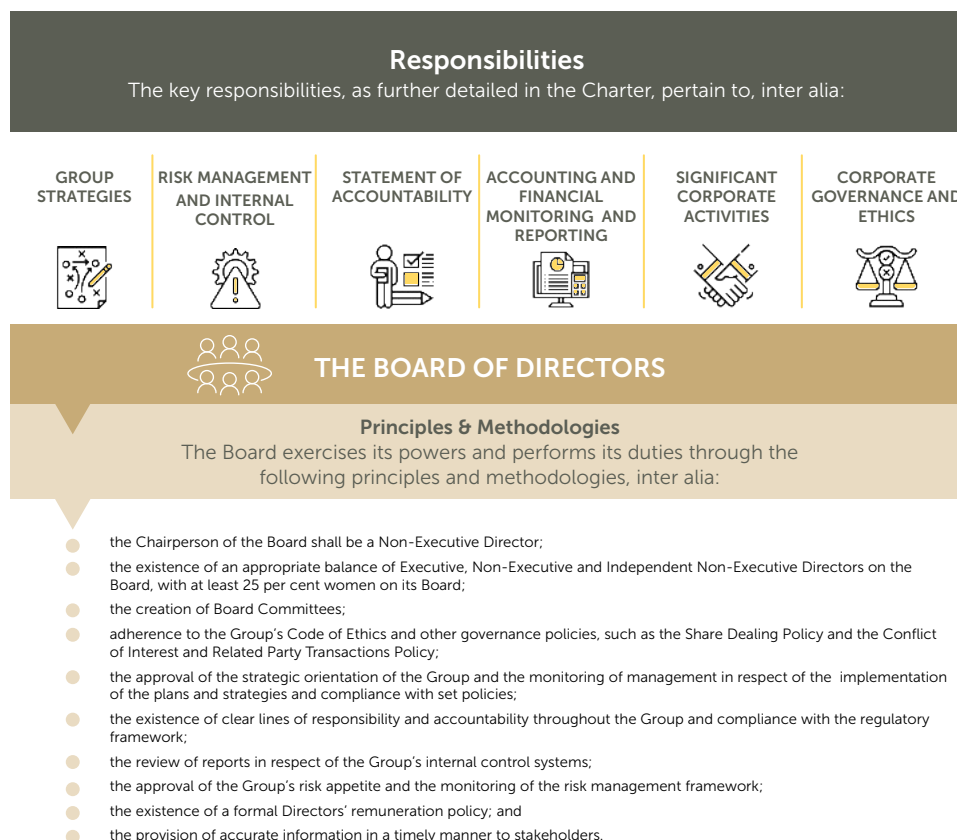 Responsibilities
The key responsibilities, as further detailed in the Charter, pertain to, inter alia:
GROUP
STRATEGIES
RISK MANAGEMENT
AND INTERNAL
CONTROL
STATEMENT OF
ACCOUNTABILITY
ACCOUNTING AND
FINANCIAL
MONITORING AND
REPORTING
SIGNIFICANT
CORPORATE
ACTIVITIES
CORPORATE
GOVERNANCE AND
ETHICS
THE BOARD OF DIRECTORS
Principles & Methodologies
The Board exercises its powers and performs its duties through the
following principles and methodologies, inter alia:
the Chairperson of the Board shall be a Non-Executive Director;
the existence of an appropriate balance of Executive, Non-Executive and Independent Non-Executive Directors on the
Board, with at least 25 per cent women on its Board;
the creation of Board Committees;
adherence to the Group's Code of Ethics and other governance policies, such as the Share Dealing Policy and the Conflict
of Interest and Related Party Transactions Policy;
the approval of the strategic orientation of the Group and the monitoring of management in respect of the implementation
of the plans and strategies and compliance with set policies;
the existence of clear lines of responsibility and accountability throughout the Group and compliance with the regulatory
framework;
the review of reports in respect of the Group's internal control systems;
the approval of the Group's risk appetite and the monitoring of the risk management framework;
the existence of a formal Directors' remuneration policy; and
the provision of accurate information in a timely manner to stakeholders.